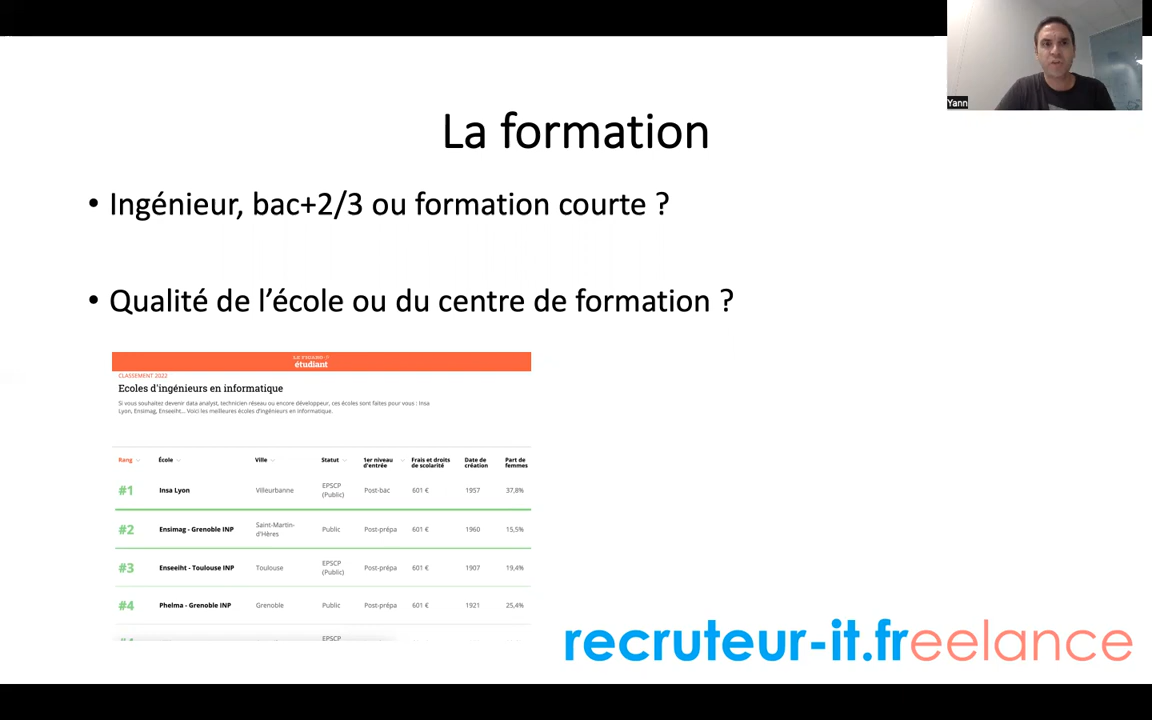 Yann
La formation
• Ingénieur, bac+2/3 ou formation courte ?
• Qualité de l’école ou du centre de formation ?
LE FIGARO
étudiant
CLASSEMENT 2022
Ecoles d'ingénieurs en informatique
Si vous souhaitez devenir data analyst, technicien réseau ou encore développeur, ces écoles sont faites pour vous : Insa
Lyon, Ensimag, Enseeiht... Voici les meilleures écoles d'ingénieurs en informatique.
Rang École Ville Statut 1er niveau d'entrée Frais et droits de scolarité Date de création Part de femmes
#1 Insa Lyon Villeurbanne EPSCP (Public) Post-bac 601 € 1957 37,8%
#2 Ensimag - Grenoble INP Saint-Martin-d'Hères Public Post-prépa 601 € 1960 15,5%
#3 Enseeiht - Toulouse INP Toulouse EPSCP (Public) Post-prépa 601 € 1907 19,4%
#4 Phelma - Grenoble INP Grenoble Public Post-prépa 601 € 1921 25,4%
EPSCP
recruteur-it.freelance